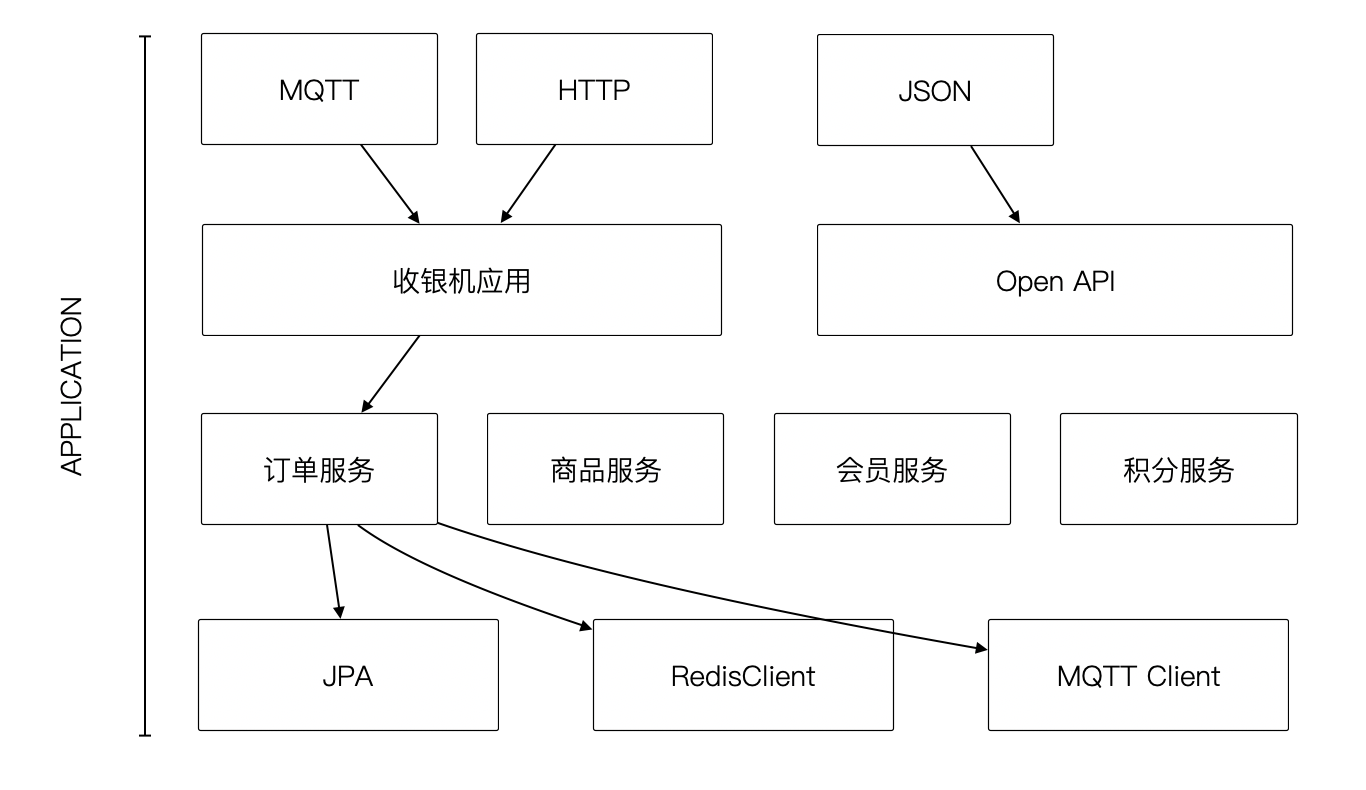 MQTT
HTTP
JSON
收银机应用
Open API
APPLICATION
订单服务
商品服务
会员服务
积分服务
JPA
RedisClient
MQTT Client